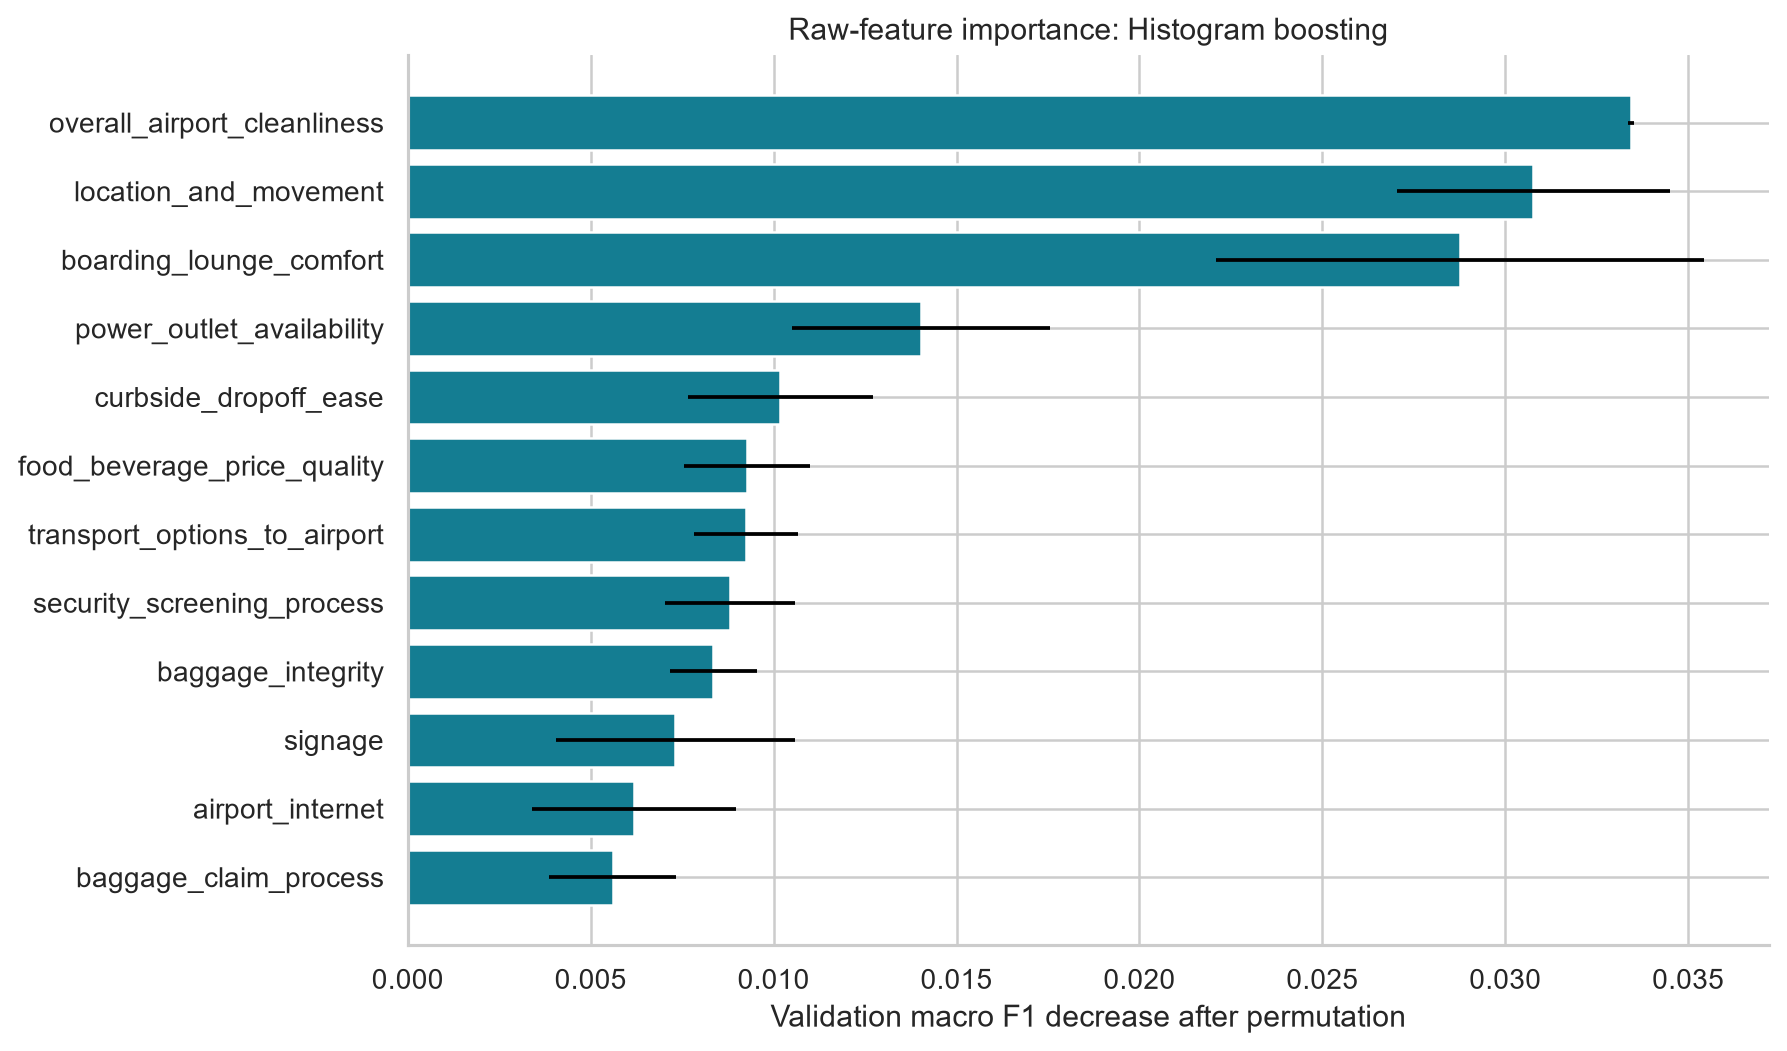 Raw-feature importance: Histogram boosting
overall_airport_cleanliness
location_and_movement
boarding_lounge_comfort
power_outlet_availability
curbside_dropoff_ease
food_beverage_price_quality
transport_options_to_airport
security_screening_process
baggage_integrity
signage
airport_internet
baggage_claim_process
0.000 0.005 0.010 0.015 0.020 0.025 0.030 0.035
Validation macro F1 decrease after permutation